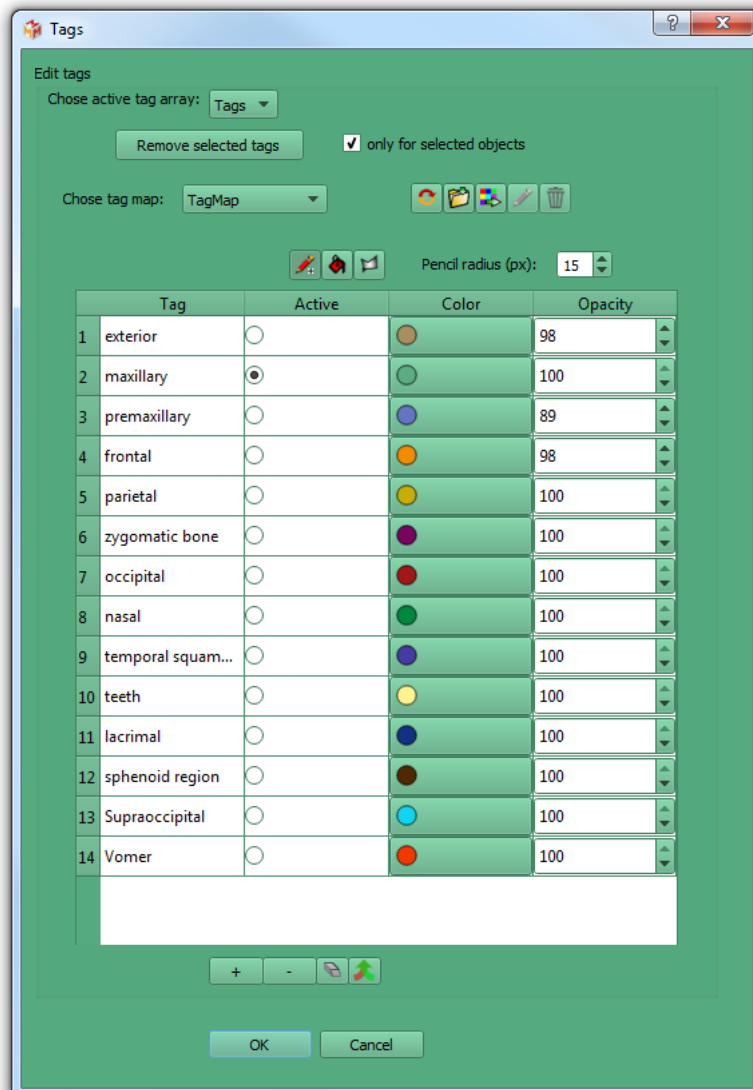 Tags
Edit tags
Chose active tag array: Tags
Remove selected tags only for selected objects
Chose tag map: TagMap
Pencil radius (px): 15
Tag Active Color Opacity
1 exterior 98
2 maxillary 100
3 premaxillary 89
4 frontal 98
5 parietal 100
6 zygomatic bone 100
7 occipital 100
8 nasal 100
9 temporal squam... 100
10 teeth 100
11 lacrimal 100
12 sphenoid region 100
13 Supraoccipital 100
14 Vomer 100
+ -
OK Cancel